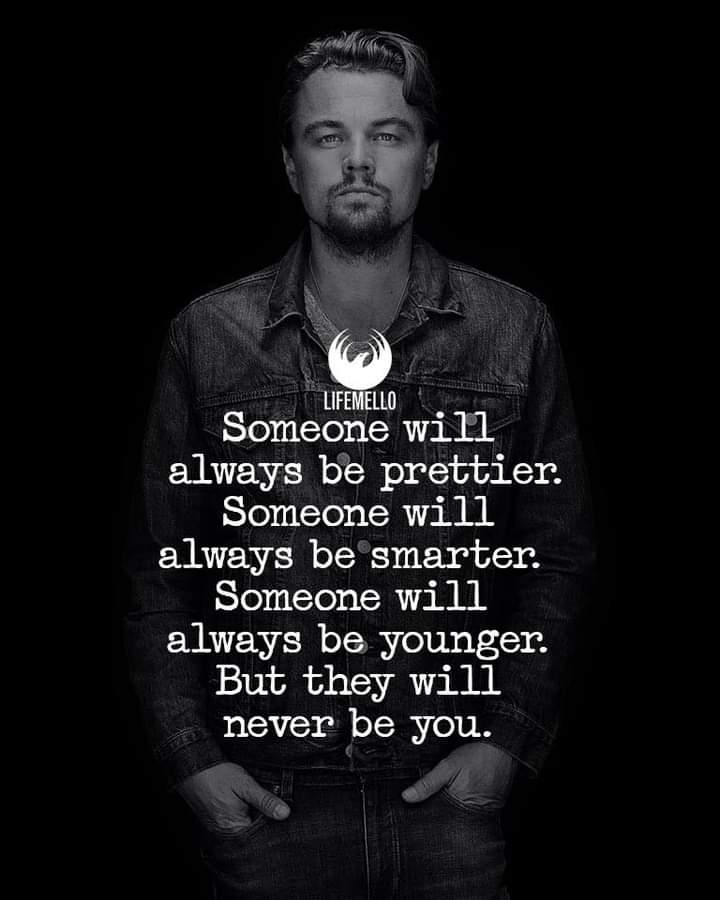 LIFEMELLO
Someone will
always be prettier.
Someone will
always be smarter.
Someone will
always be younger.
But they will
never be you.